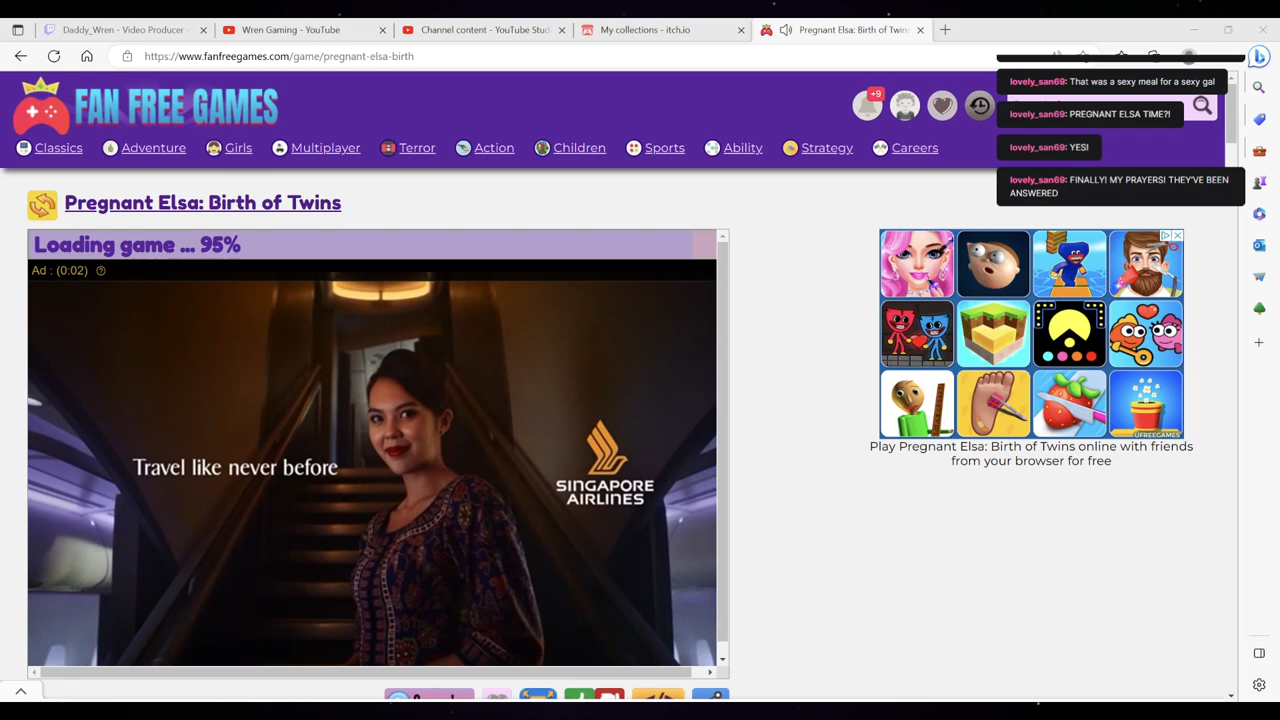 Daddy_Wren - Video Producer
Wren Gaming - YouTube
Channel content - YouTube Stud
My collections - itch.io
Pregnant Elsa: Birth of Twins
https://www.fanfreegames.com/game/pregnant-elsa-birth
FAN FREE GAMES
+9
lovely_san69: That was a sexy meal for a sexy gal
lovely_san69: PREGNANT ELSA TIME?!
lovely_san69: YES!
lovely_san69: FINALLY! MY PRAYERS! THEY'VE BEEN
ANSWERED
Classics
Adventure
Girls
Multiplayer
Terror
Action
Children
Sports
Ability
Strategy
Careers
Pregnant Elsa: Birth of Twins
Loading game ... 95%
Ad : (0:02)
Travel like never before
SINGAPORE
AIRLINES
UFREEGAMES
Play Pregnant Elsa: Birth of Twins online with friends
from your browser for free